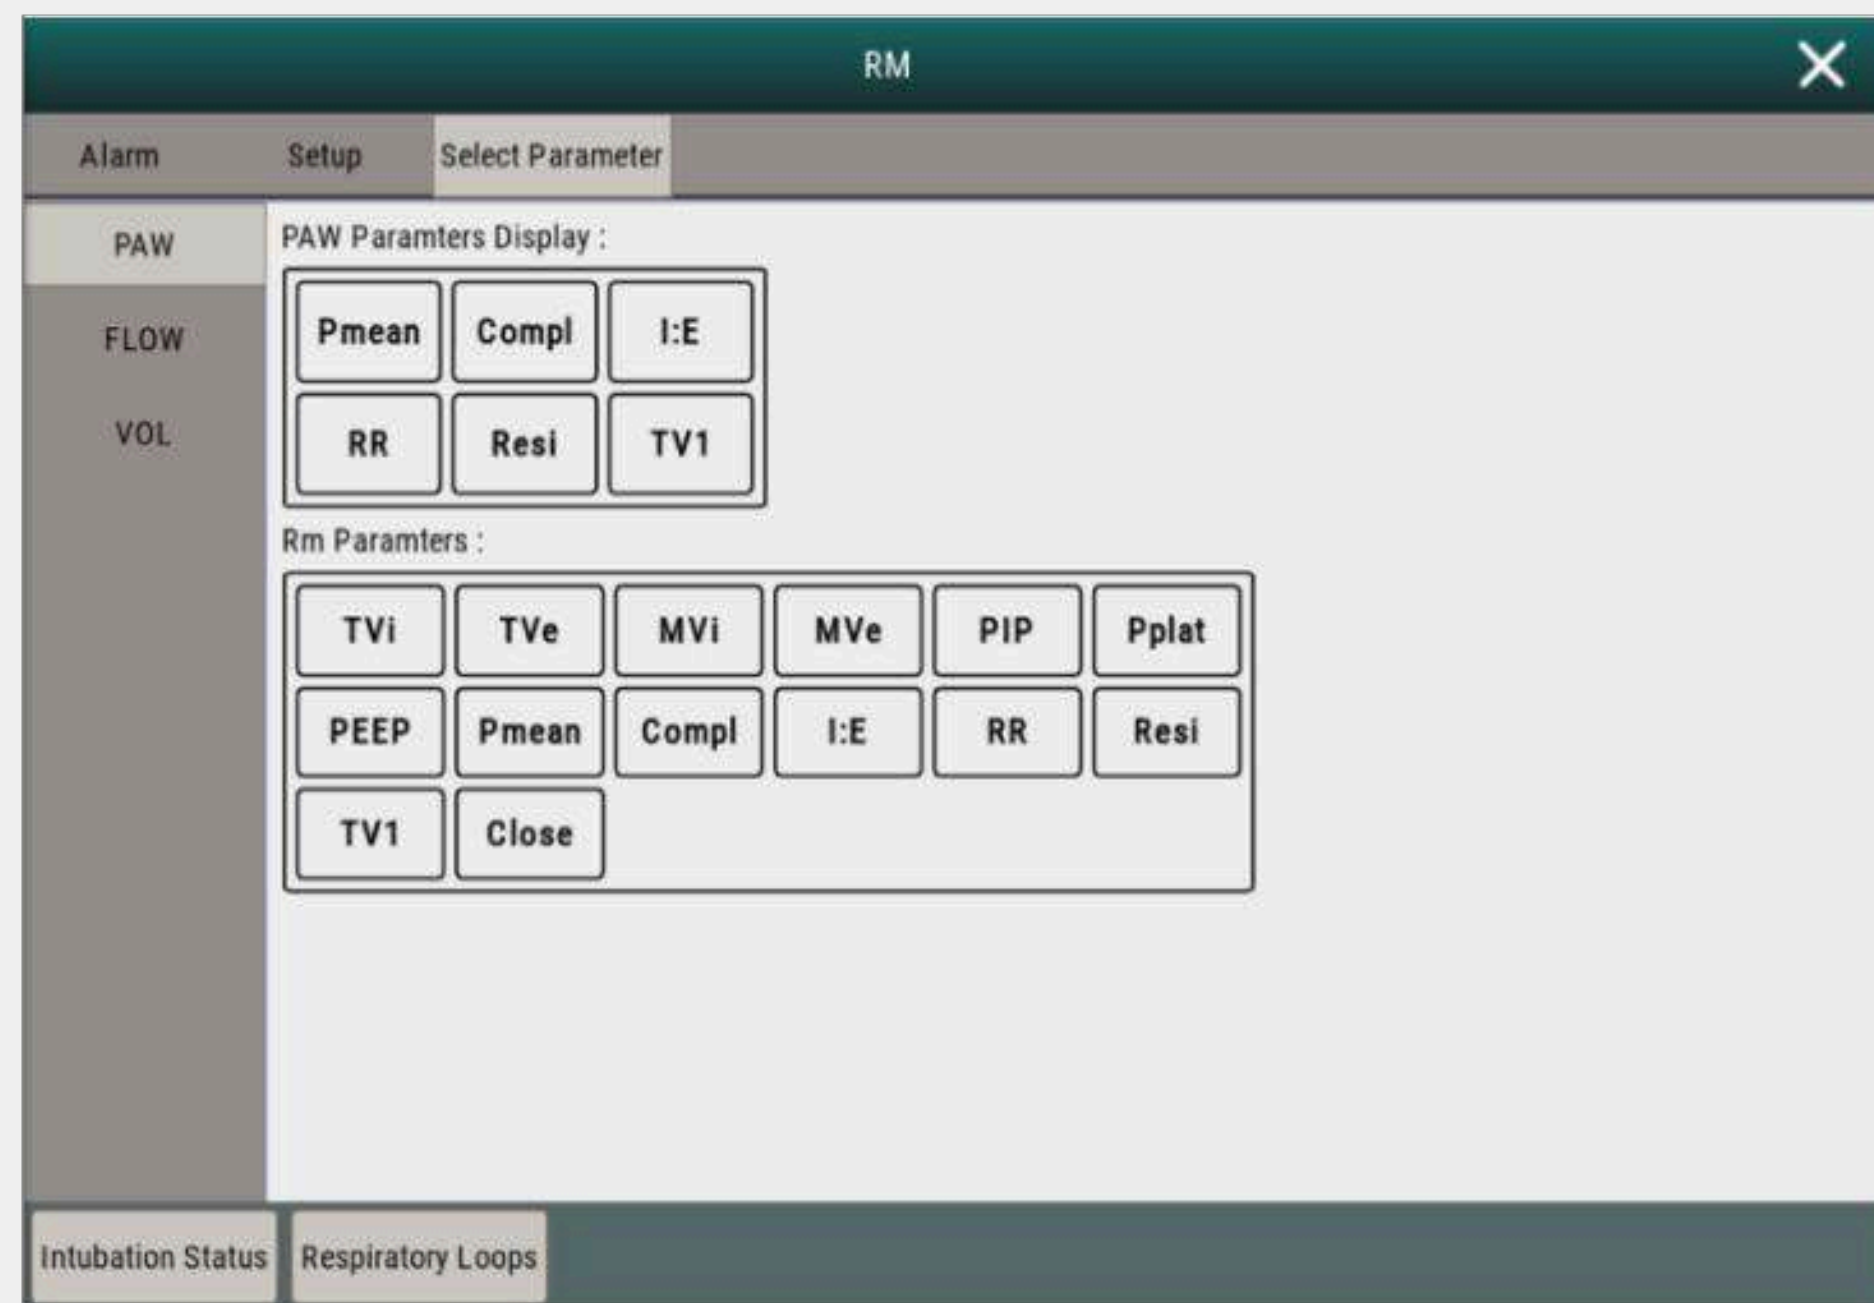 RM
Alarm Setup Select Parameter
PAW
FLOW
VOL
PAW Paramters Display :
Pmean Compl I:E
RR Resi TV1
Rm Paramters :
TVi TVe MVi MVe PIP Pplat
PEEP Pmean Compl I:E RR Resi
TV1 Close
Intubation Status Respiratory Loops